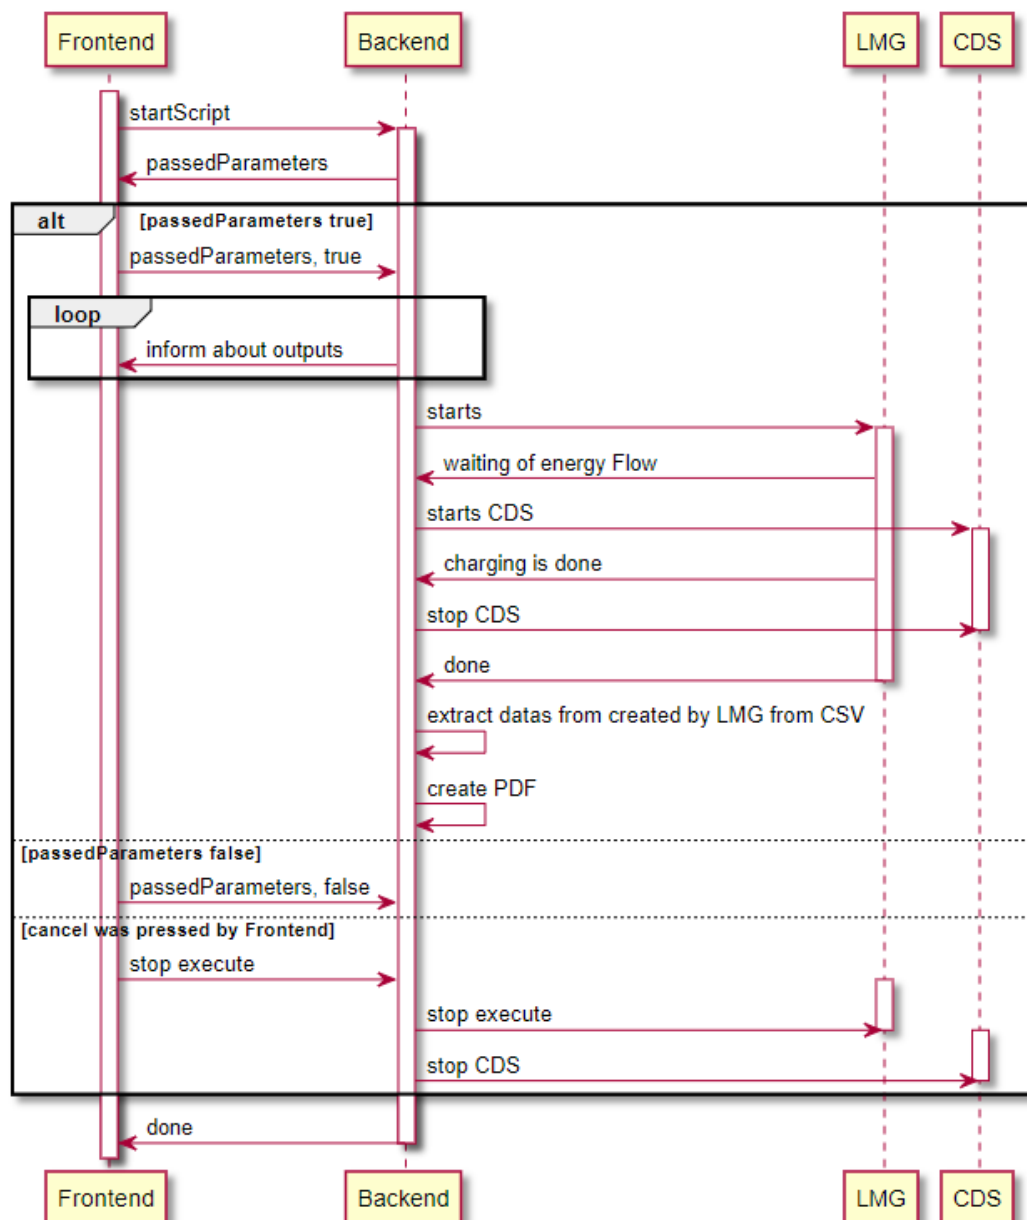 Frontend
Backend
LMG
CDS
startScript
passedParameters
alt
[passedParameters true]
passedParameters, true
loop
inform about outputs
starts
waiting of energy Flow
starts CDS
charging is done
stop CDS
done
extract datas from created by LMG from CSV
create PDF
[passedParameters false]
passedParameters, false
[cancel was pressed by Frontend]
stop execute
stop execute
stop CDS
done
Frontend
Backend
LMG
CDS